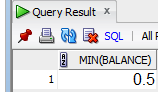 Query Result ×
SQL | All
MIN(BALANCE)
1 0.5